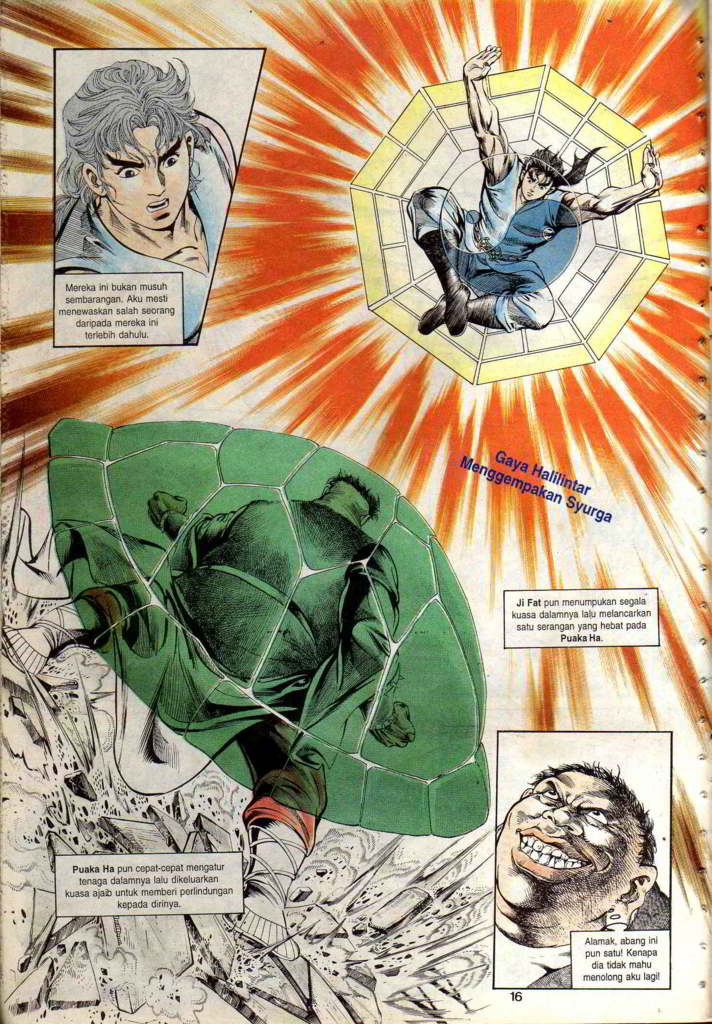 Mereka ini bukan musuh
sembarangan. Aku mesti
menewaskan salah seorang
daripada mereka ini
terlebih dahulu.
Gaya Halilintar
Menggempakan Syurga
Ji Fat pun menumpukan segala
kuasa dalamnya lalu melancarkan
satu serangan yang hebat pada
Puaka Ha.
Puaka Ha pun cepat-cepat mengatur
tenaga dalamnya lalu dikeluarkan
kuasa ajaib untuk memberi perlindungan
kepada dirinya.
Alamak, abang ini
pun satu! Kenapa
dia tidak mahu
menolong aku lagi!
16